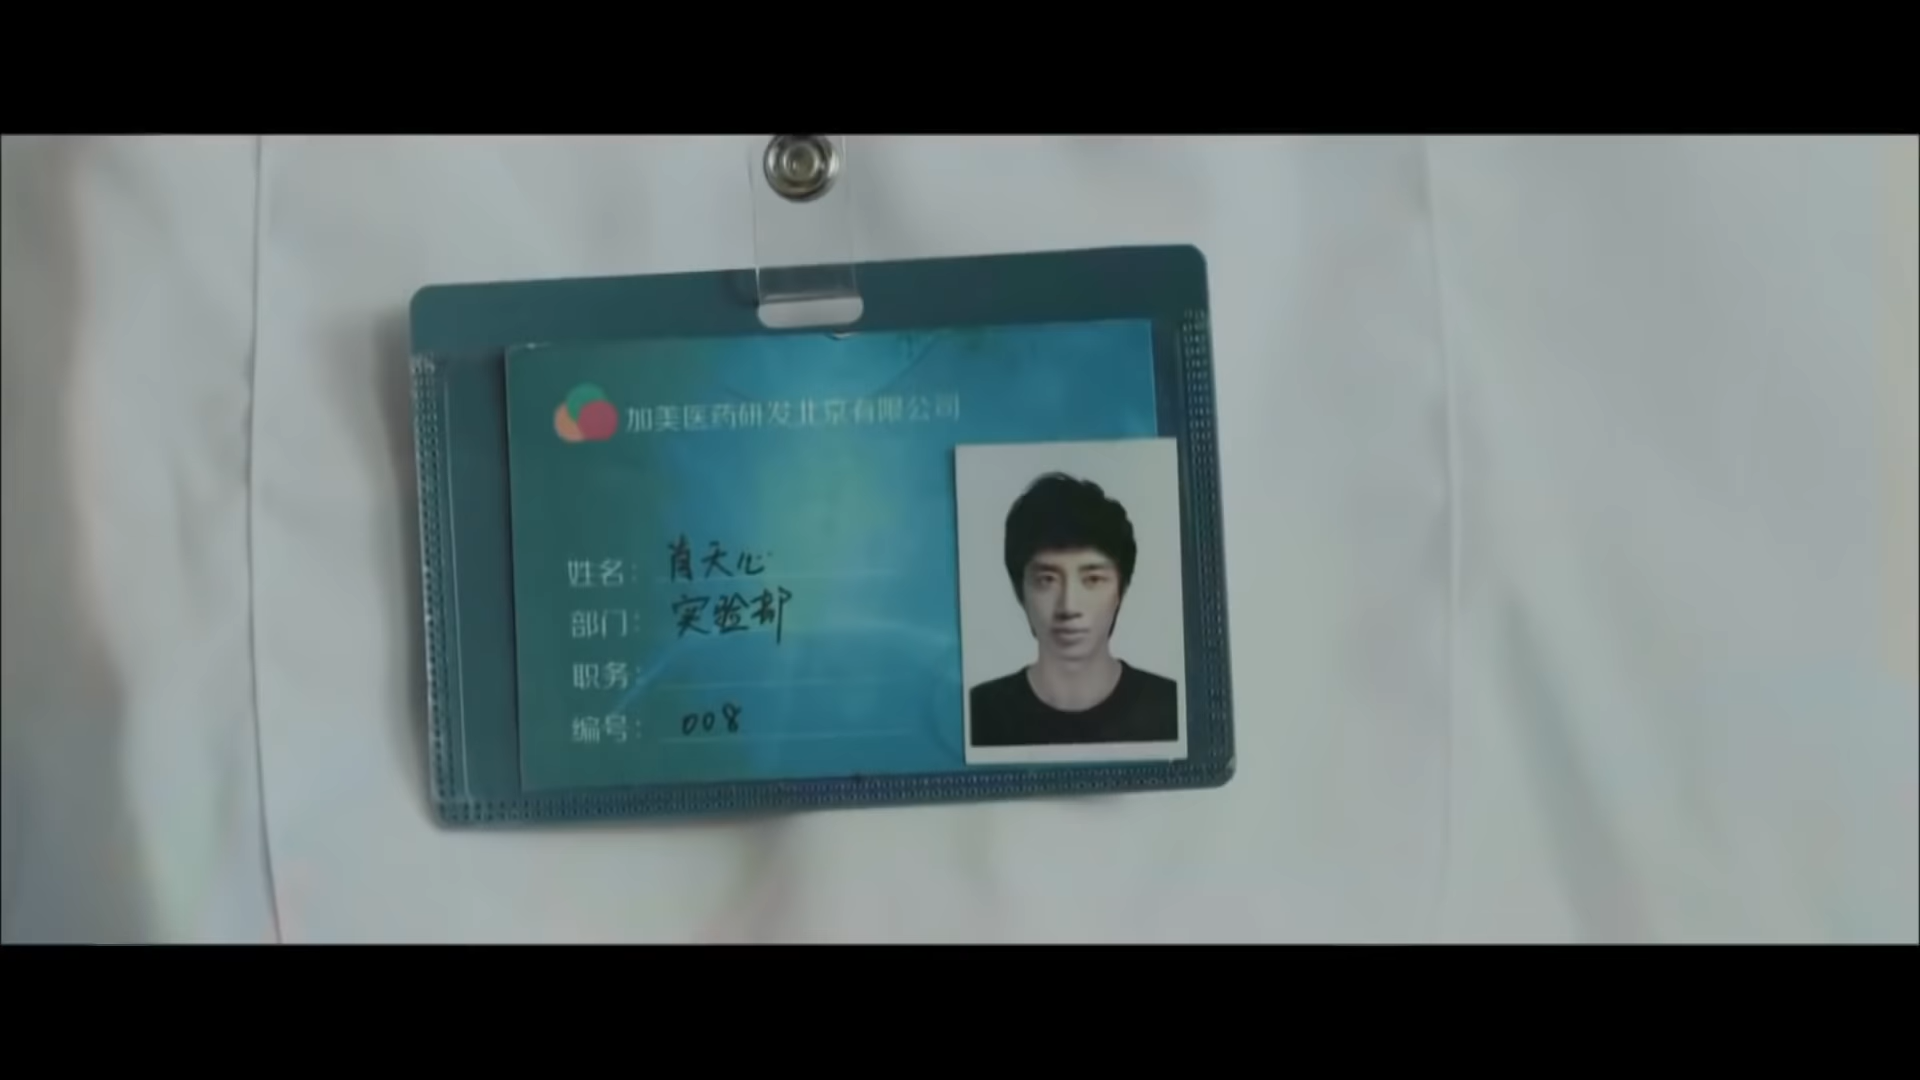 加美医药研发北京有限公司
姓名：肖天心
部门：实验部
职务：
编号：008